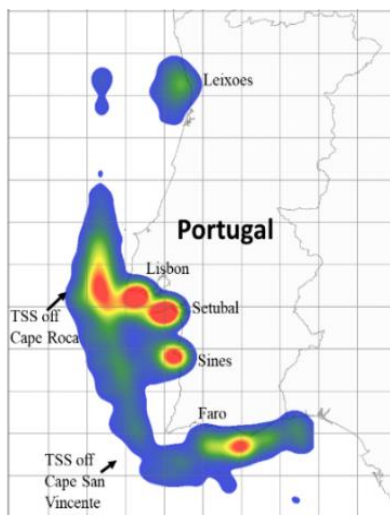 Leixoes
Portugal
Lisbon
TSS off
Cape Roca
Setubal
Sines
Faro
TSS off
Cape San
Vincente